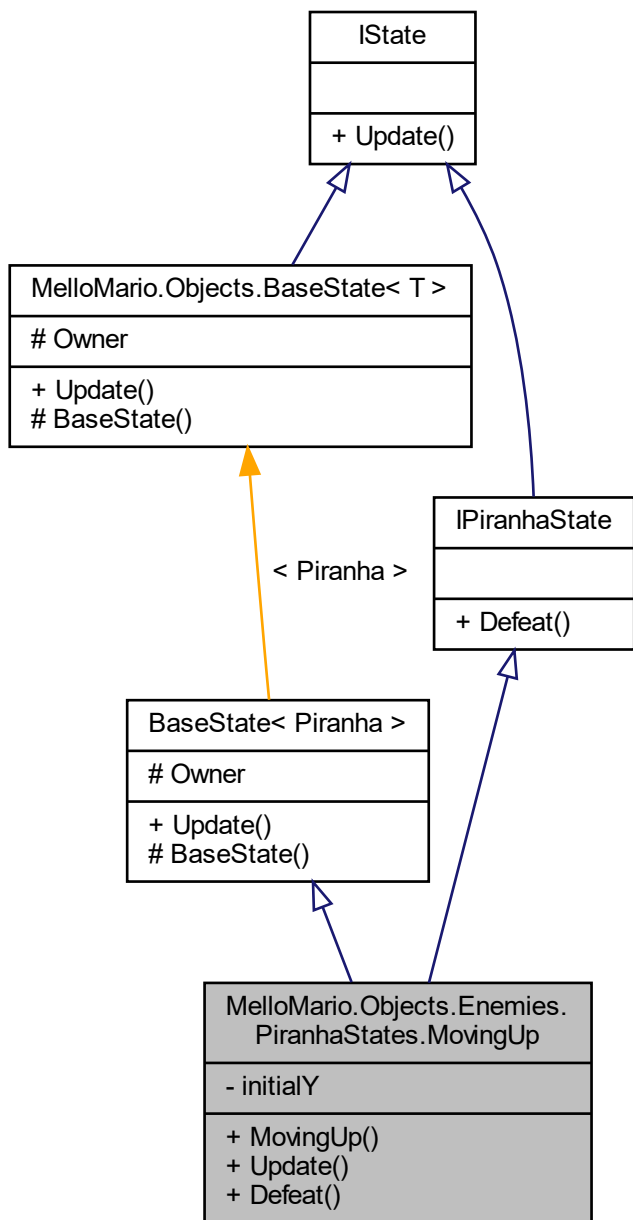 IState
+ Update()
MelloMario.Objects.BaseState< T >
# Owner
+ Update()
# BaseState()
IPiranhaState
+ Defeat()
< Piranha >
BaseState< Piranha >
# Owner
+ Update()
# BaseState()
MelloMario.Objects.Enemies.
PiranhaStates.MovingUp
- initialY
+ MovingUp()
+ Update()
+ Defeat()